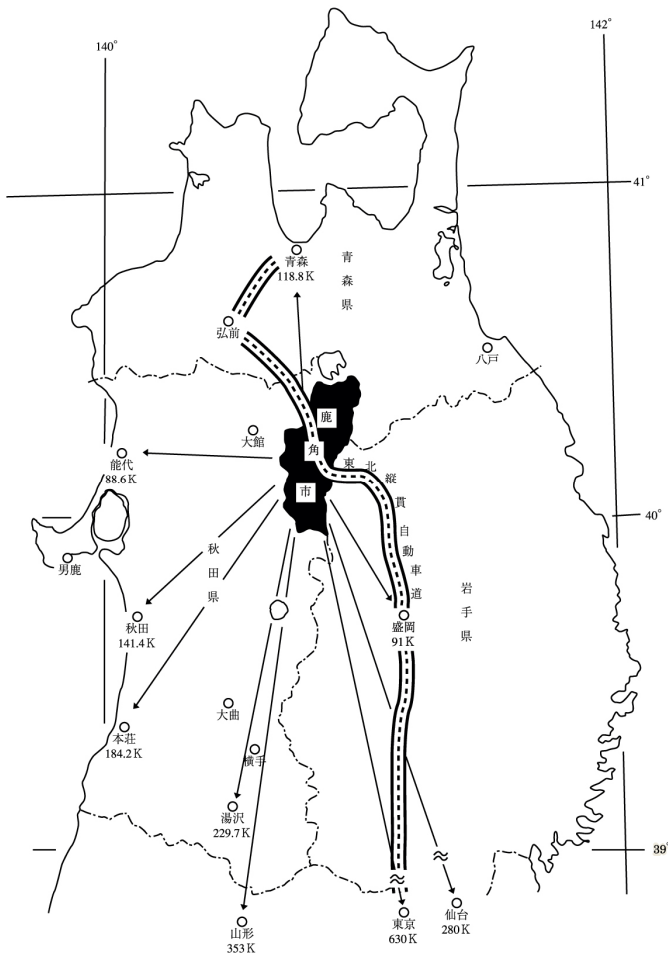 142°
140°
41°
青森
118.8K
青森県
弘前
八戸
鹿角市
大館
能代
88.6K
東北縦貫自動車道
40°
秋田県
男鹿
岩手県
秋田
141.4K
盛岡
91K
大曲
本荘
184.2K
横手
湯沢
229.7K
39°
山形
353K
東京
630K
仙台
280K